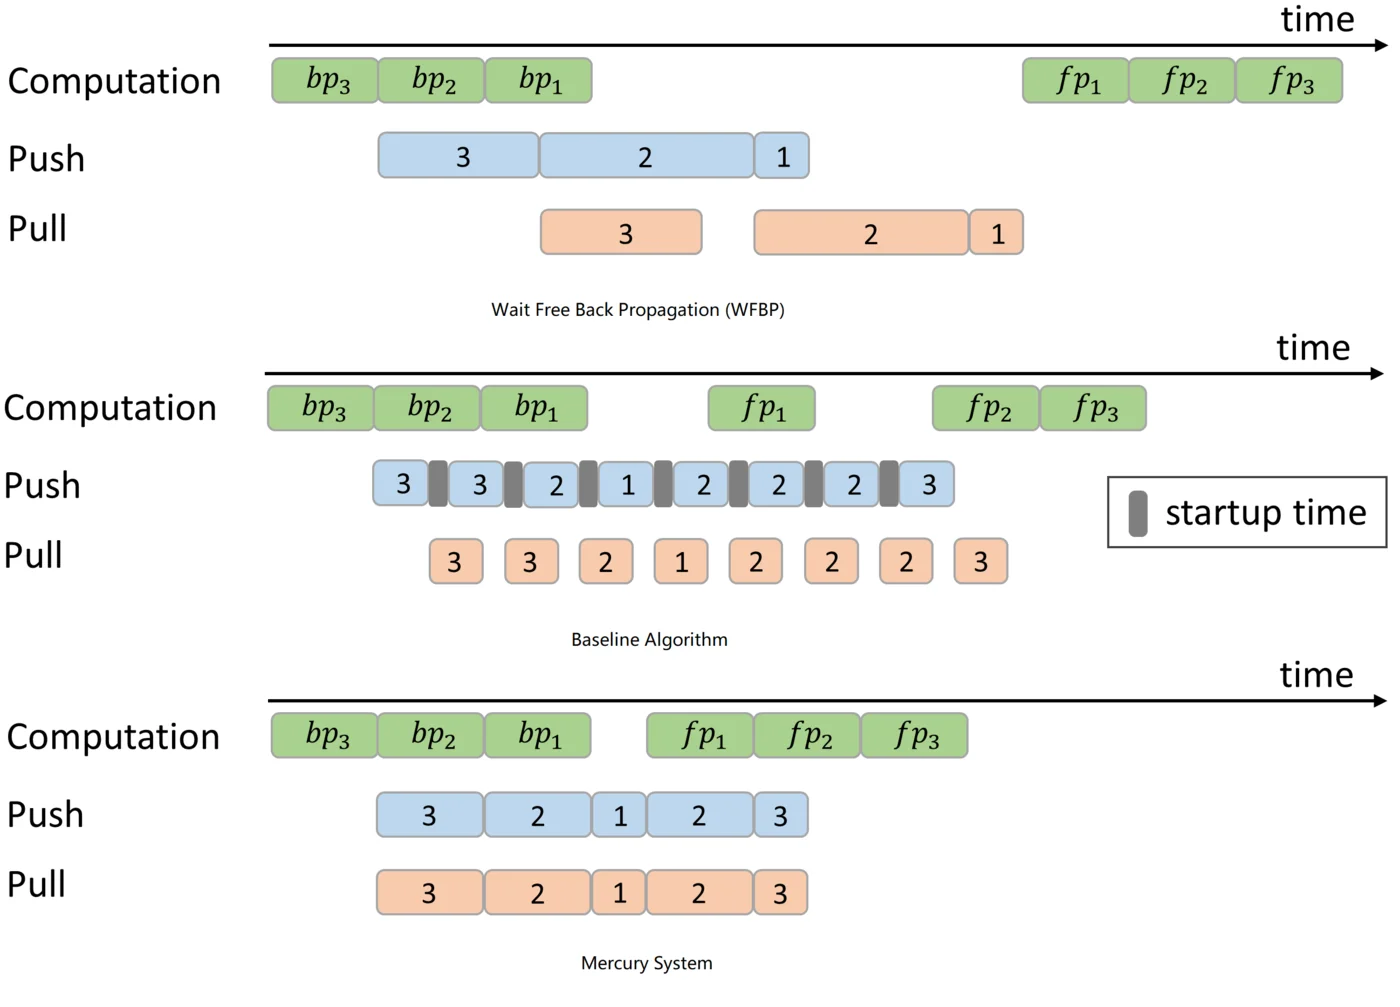 time
Computation bp₃ bp₂ bp₁ fp₁ fp₂ fp₃
Push 3 2 1
Pull 3 2 1
Wait Free Back Propagation (WFBP)
time
Computation bp₃ bp₂ bp₁ fp₁ fp₂ fp₃
Push 3 3 2 1 2 2 2 3
startup time
Pull 3 3 2 1 2 2 2 3
Baseline Algorithm
time
Computation bp₃ bp₂ bp₁ fp₁ fp₂ fp₃
Push 3 2 1 2 3
Pull 3 2 1 2 3
Mercury System